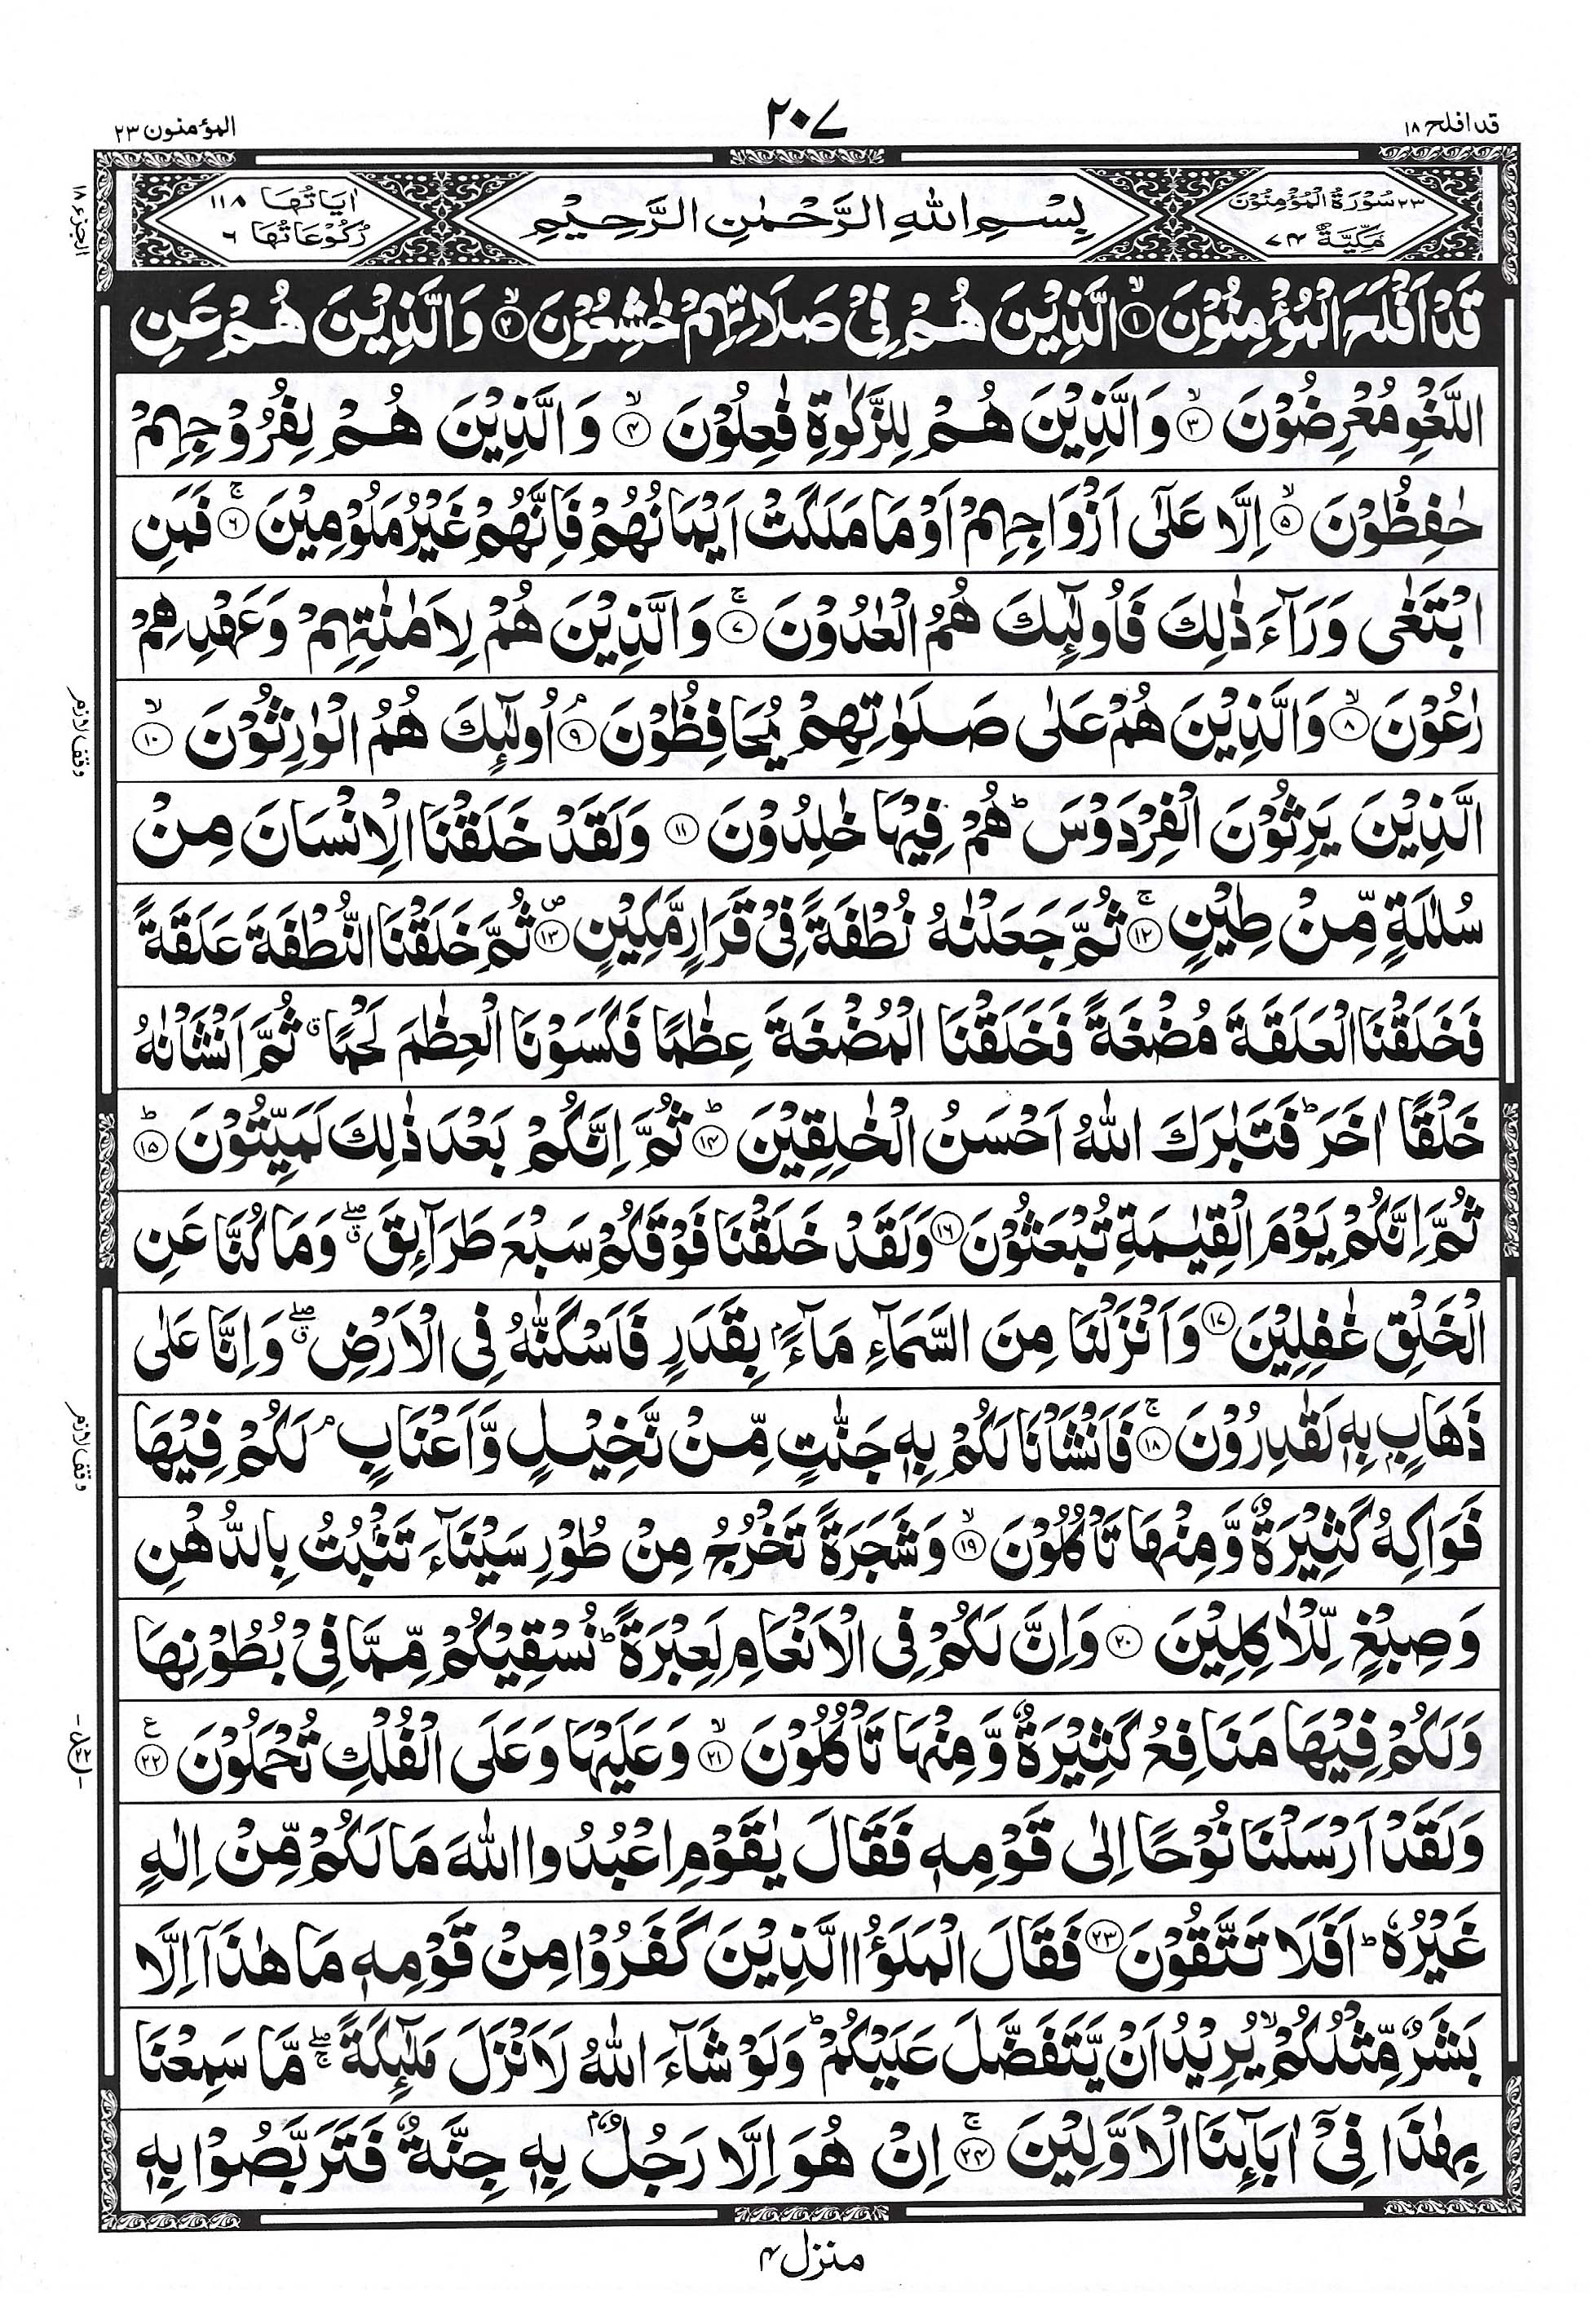 المؤمنون ٢٣
٢٠٧
قد افلح ١٨
الجزء ١٨
اٰيَاتُهَا ١١٨
رُكُوْعَاتُهَا ٦
بِسْمِ اللّٰهِ الرَّحْمٰنِ الرَّحِيْمِ
٢٣ سُوْرَةُ الْمُؤْمِنُوْنَ
مَكِّيَّةٌ ٧٤
قَدْ اَفْلَحَ الْمُؤْمِنُوْنَ ۙ﴿١﴾ الَّذِيْنَ هُمْ فِىْ صَلَاتِهِمْ خٰشِعُوْنَ ۙ﴿٢﴾ وَالَّذِيْنَ هُمْ عَنِ
اللَّغْوِ مُعْرِضُوْنَ ۙ﴿٣﴾ وَالَّذِيْنَ هُمْ لِلزَّكٰوةِ فٰعِلُوْنَ ۙ﴿٤﴾ وَالَّذِيْنَ هُمْ لِفُرُوْجِهِمْ
حٰفِظُوْنَ ۙ﴿٥﴾ اِلَّا عَلٰٓى اَزْوَاجِهِمْ اَوْ مَا مَلَكَتْ اَيْمَانُهُمْ فَاِنَّهُمْ غَيْرُ مَلُوْمِيْنَ ۚ﴿٦﴾ فَمَنِ
ابْتَغٰى وَرَآءَ ذٰلِكَ فَاُولٰٓئِكَ هُمُ الْعٰدُوْنَ ۚ﴿٧﴾ وَالَّذِيْنَ هُمْ لِاَمٰنٰتِهِمْ وَعَهْدِهِمْ
رٰعُوْنَ ۙ﴿٨﴾ وَالَّذِيْنَ هُمْ عَلٰى صَلَوٰتِهِمْ يُحَافِظُوْنَ ۘ﴿٩﴾ اُولٰٓئِكَ هُمُ الْوٰرِثُوْنَ ۙ﴿١٠﴾
وقف لازم
الَّذِيْنَ يَرِثُوْنَ الْفِرْدَوْسَ ؕ هُمْ فِيْهَا خٰلِدُوْنَ ﴿١١﴾ وَلَقَدْ خَلَقْنَا الْاِنْسَانَ مِنْ
سُلٰلَةٍ مِّنْ طِيْنٍ ۚ﴿١٢﴾ ثُمَّ جَعَلْنٰهُ نُطْفَةً فِىْ قَرَارٍ مَّكِيْنٍ ۪﴿١٣﴾ ثُمَّ خَلَقْنَا النُّطْفَةَ عَلَقَةً
فَخَلَقْنَا الْعَلَقَةَ مُضْغَةً فَخَلَقْنَا الْمُضْغَةَ عِظٰمًا فَكَسَوْنَا الْعِظٰمَ لَحْمًا ق ثُمَّ اَنْشَاْنٰهُ
خَلْقًا اٰخَرَ ؕ فَتَبٰرَكَ اللّٰهُ اَحْسَنُ الْخٰلِقِيْنَ ؕ﴿١٤﴾ ثُمَّ اِنَّكُمْ بَعْدَ ذٰلِكَ لَمَيِّتُوْنَ ؕ﴿١٥﴾
ثُمَّ اِنَّكُمْ يَوْمَ الْقِيٰمَةِ تُبْعَثُوْنَ ﴿١٦﴾ وَلَقَدْ خَلَقْنَا فَوْقَكُمْ سَبْعَ طَرَآئِقَ ۖق وَمَا كُنَّا عَنِ
الْخَلْقِ غٰفِلِيْنَ ﴿١٧﴾ وَاَنْزَلْنَا مِنَ السَّمَآءِ مَآءًۢ بِقَدَرٍ فَاَسْكَنّٰهُ فِى الْاَرْضِ ۖق وَاِنَّا عَلٰى
ذَهَابٍۢ بِهٖ لَقٰدِرُوْنَ ۚ﴿١٨﴾ فَاَنْشَاْنَا لَكُمْ بِهٖ جَنّٰتٍ مِّنْ نَّخِيْلٍ وَّاَعْنَابٍ ۘ لَكُمْ فِيْهَا
وقف لازم
فَوَاكِهُ كَثِيْرَةٌ وَّمِنْهَا تَاْكُلُوْنَ ۙ﴿١٩﴾ وَشَجَرَةً تَخْرُجُ مِنْ طُوْرِ سَيْنَآءَ تَنْۢبُتُ بِالدُّهْنِ
وَصِبْغٍ لِّلْاٰكِلِيْنَ ﴿٢٠﴾ وَاِنَّ لَكُمْ فِى الْاَنْعَامِ لَعِبْرَةً ؕ نُسْقِيْكُمْ مِّمَّا فِىْ بُطُوْنِهَا
وَلَكُمْ فِيْهَا مَنَافِعُ كَثِيْرَةٌ وَّمِنْهَا تَاْكُلُوْنَ ۙ﴿٢١﴾ وَعَلَيْهَا وَعَلَى الْفُلْكِ تُحْمَلُوْنَ ع﴿٢٢﴾
وَلَقَدْ اَرْسَلْنَا نُوْحًا اِلٰى قَوْمِهٖ فَقَالَ يٰقَوْمِ اعْبُدُوا اللّٰهَ مَا لَكُمْ مِّنْ اِلٰهٍ
غَيْرُهٗ ؕ اَفَلَا تَتَّقُوْنَ ﴿٢٣﴾ فَقَالَ الْمَلَؤُا الَّذِيْنَ كَفَرُوْا مِنْ قَوْمِهٖ مَا هٰذَآ اِلَّا
بَشَرٌ مِّثْلُكُمْ ۙ يُرِيْدُ اَنْ يَّتَفَضَّلَ عَلَيْكُمْ ؕ وَلَوْ شَآءَ اللّٰهُ لَاَنْزَلَ مَلٰٓئِكَةً ۖۚ مَّا سَمِعْنَا
بِهٰذَا فِىْۤ اٰبَآئِنَا الْاَوَّلِيْنَ ۚ﴿٢٤﴾ اِنْ هُوَ اِلَّا رَجُلٌۢ بِهٖ جِنَّةٌ فَتَرَبَّصُوْا بِهٖ
منزل ٤